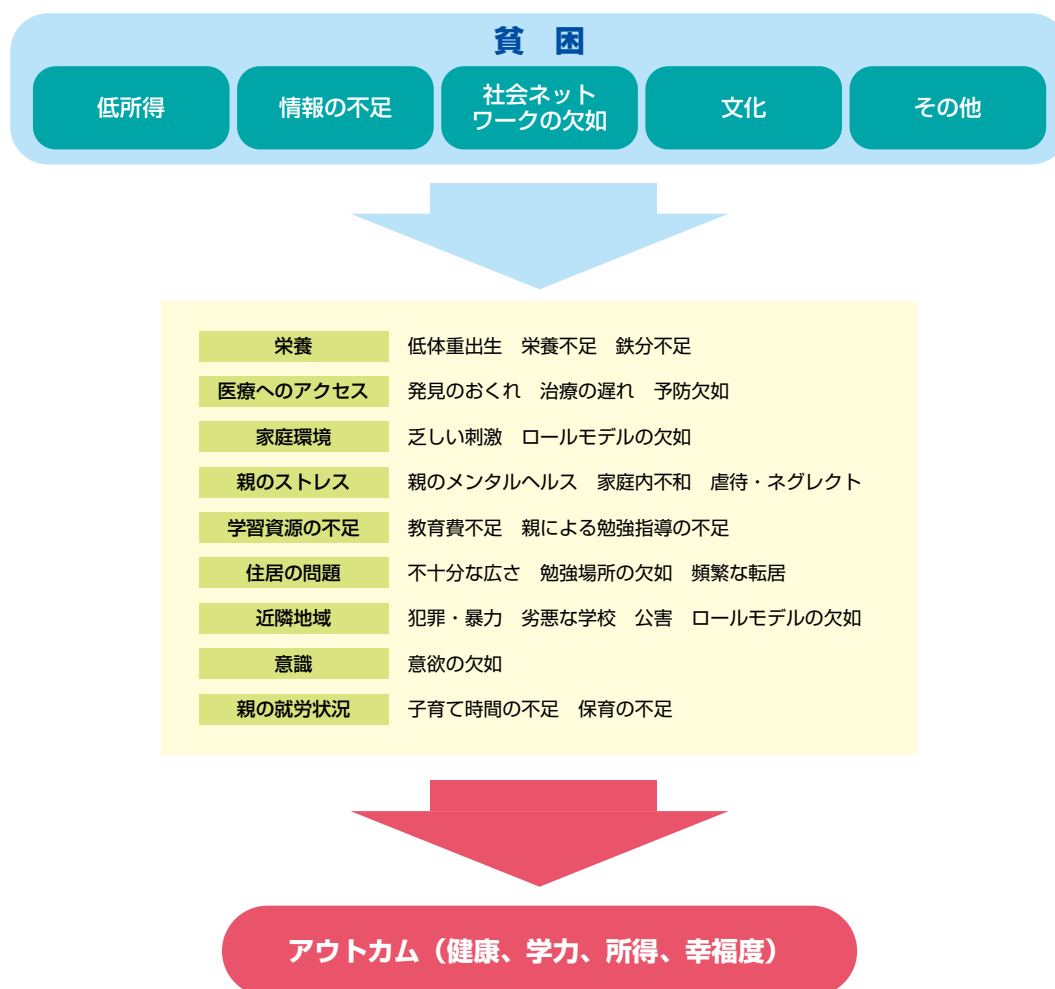 貧 困
低所得
情報の不足
社会ネット
ワークの欠如
文化
その他
栄養 低体重出生 栄養不足 鉄分不足
医療へのアクセス 発見のおくれ 治療の遅れ 予防欠如
家庭環境 乏しい刺激 ロールモデルの欠如
親のストレス 親のメンタルヘルス 家庭内不和 虐待・ネグレクト
学習資源の不足 教育費不足 親による勉強指導の不足
住居の問題 不十分な広さ 勉強場所の欠如 頻繁な転居
近隣地域 犯罪・暴力 劣悪な学校 公害 ロールモデルの欠如
意識 意欲の欠如
親の就労状況 子育て時間の不足 保育の不足
アウトカム（健康、学力、所得、幸福度）